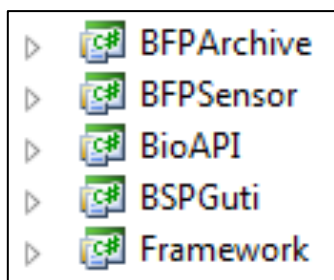 C# BFPArchive
C# BFPSensor
C# BioAPI
C# BSPGuti
C# Framework